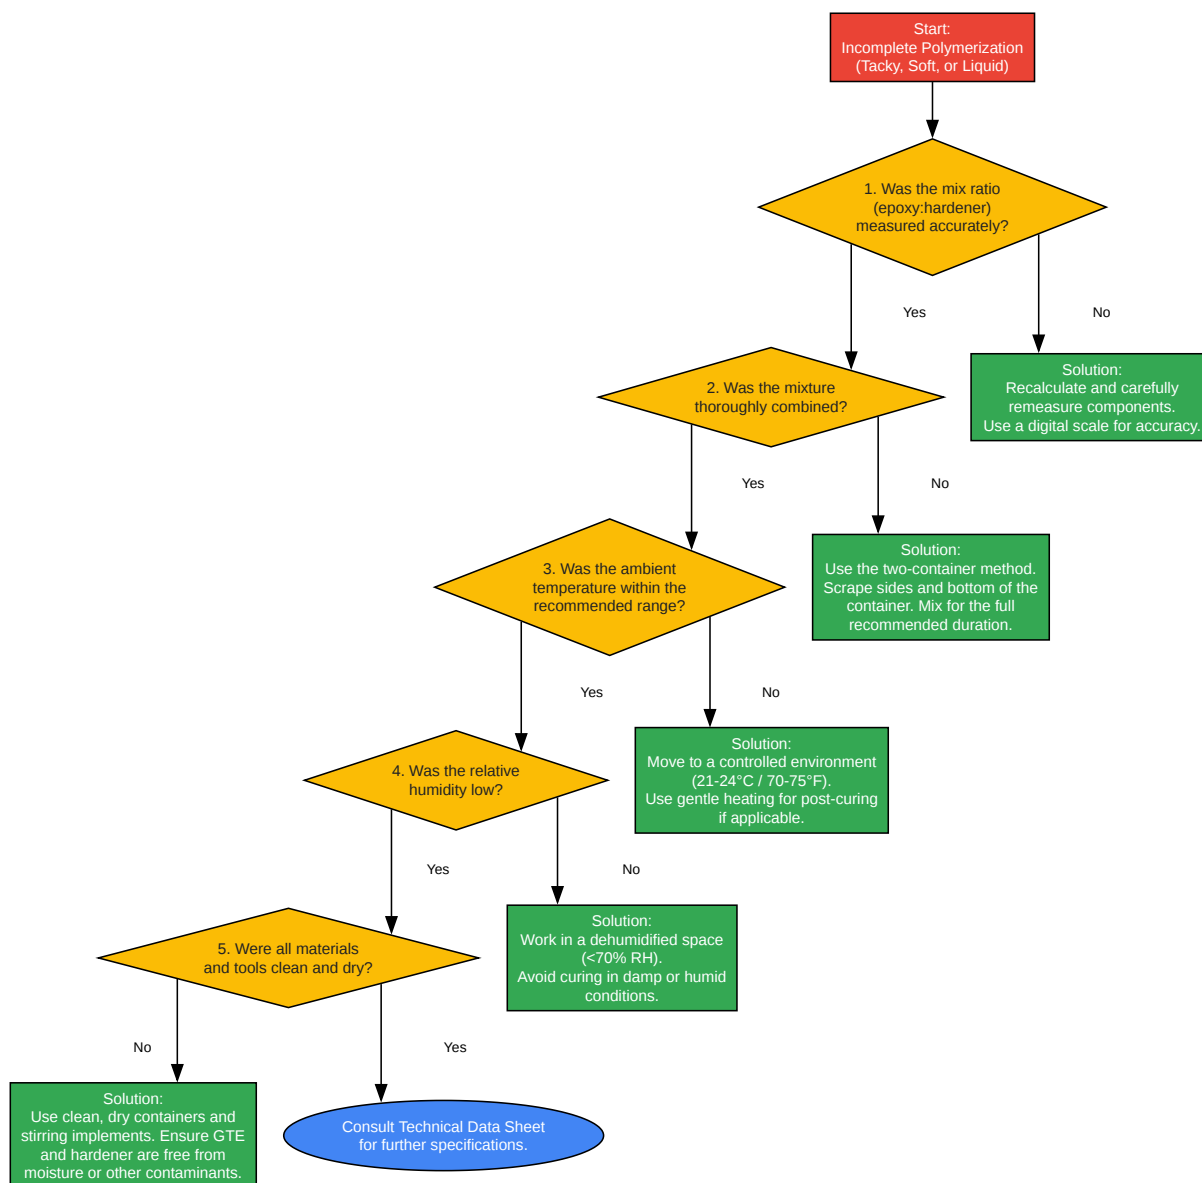 Start:
Incomplete Polymerization
(Tacky, Soft, or Liquid)
1. Was the mix ratio
(epoxy:hardener)
measured accurately?
Yes
No
Solution:
Recalculate and carefully
remeasure components.
Use a digital scale for accuracy.
2. Was the mixture
thoroughly combined?
Yes
No
Solution:
Use the two-container method.
Scrape sides and bottom of the
container. Mix for the full
recommended duration.
3. Was the ambient
temperature within the
recommended range?
Yes
No
Solution:
Move to a controlled environment
(21-24°C / 70-75°F).
Use gentle heating for post-curing
if applicable.
4. Was the relative
humidity low?
Yes
No
Solution:
Work in a dehumidified space
(<70% RH).
Avoid curing in damp or humid
conditions.
5. Were all materials
and tools clean and dry?
No
Yes
Solution:
Use clean, dry containers and
stirring implements. Ensure GTE
and hardener are free from
moisture or other contaminants.
Consult Technical Data Sheet
for further specifications.